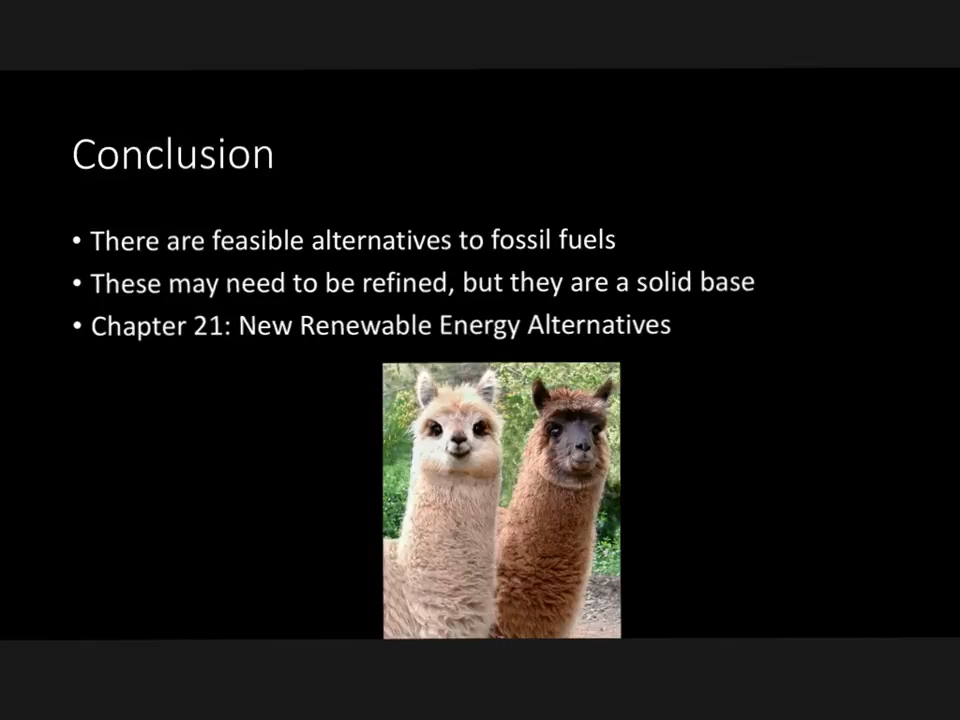 Conclusion
• There are feasible alternatives to fossil fuels
• These may need to be refined, but they are a solid base
• Chapter 21: New Renewable Energy Alternatives